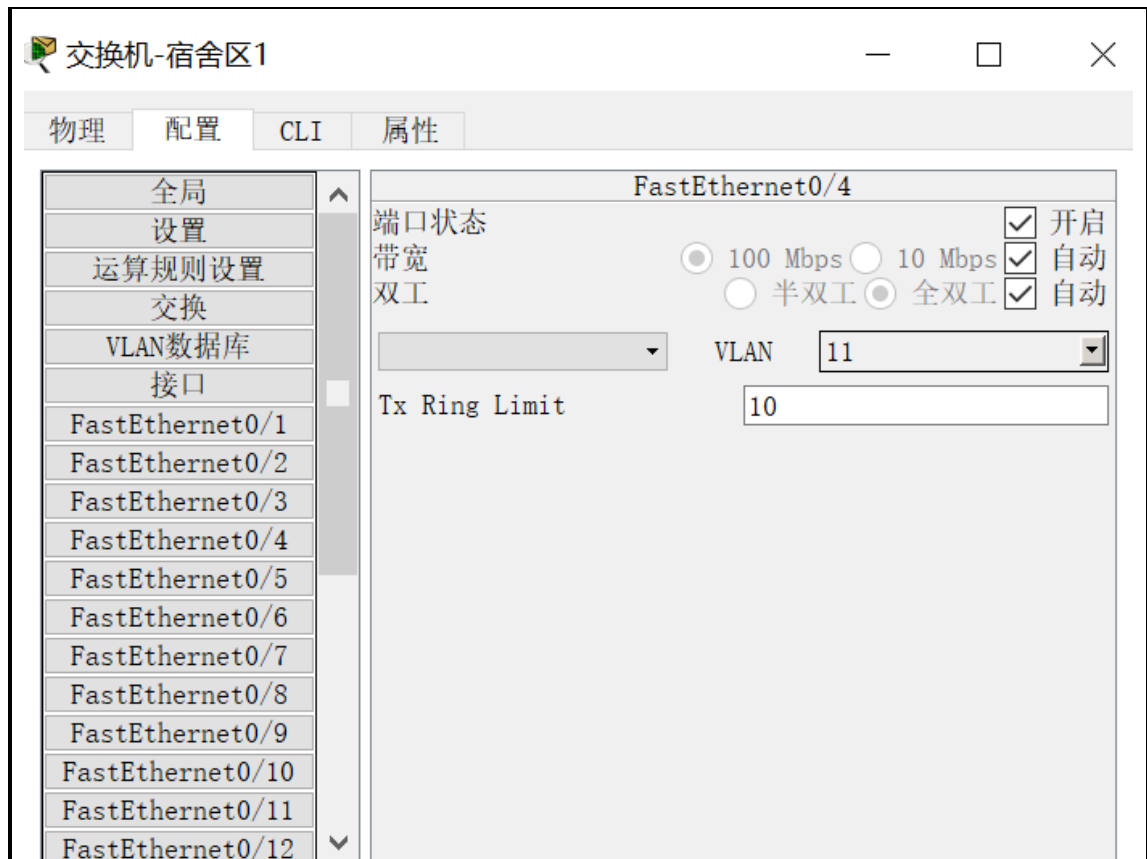 交换机-宿舍区1
物理 配置 CLI 属性
全局
设置
运算规则设置
交换
VLAN数据库
接口
FastEthernet0/1
FastEthernet0/2
FastEthernet0/3
FastEthernet0/4
FastEthernet0/5
FastEthernet0/6
FastEthernet0/7
FastEthernet0/8
FastEthernet0/9
FastEthernet0/10
FastEthernet0/11
FastEthernet0/12
FastEthernet0/4
端口状态 开启
带宽 100 Mbps 10 Mbps 自动
双工 半双工 全双工 自动
VLAN 11
Tx Ring Limit 10